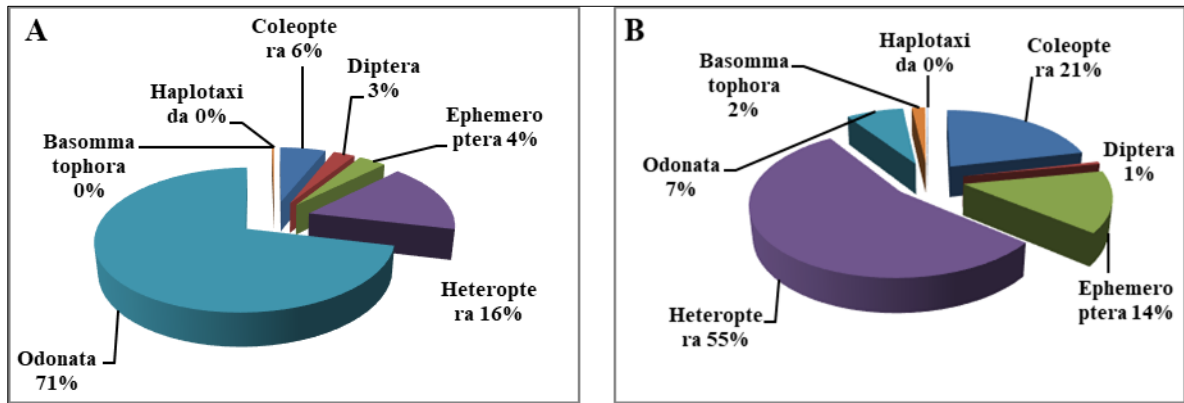 A
Coleopte
ra 6%
Diptera
3%
Ephemero
ptera 4%
Haplotaxi
da 0%
Basomma
tophora
0%
Heteropte
ra 16%
Odonata
71%
B
Haplotaxi
da 0%
Coleopte
ra 21%
Basomma
tophora
2%
Diptera
1%
Odonata
7%
Ephemero
ptera 14%
Heteropte
ra 55%